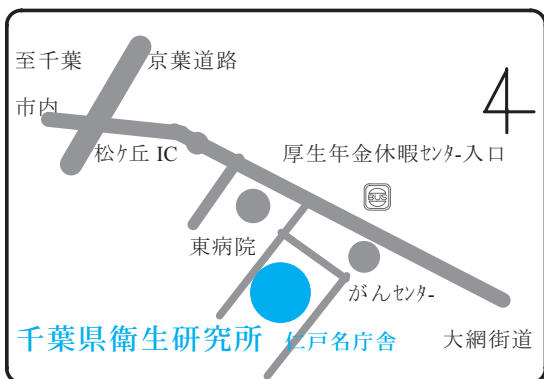 至千葉
京葉道路
市内
松ケ丘 IC
厚生年金休暇センター入口
BUS
東病院
がんセンター
千葉県衛生研究所 仁戸名庁舎
大網街道